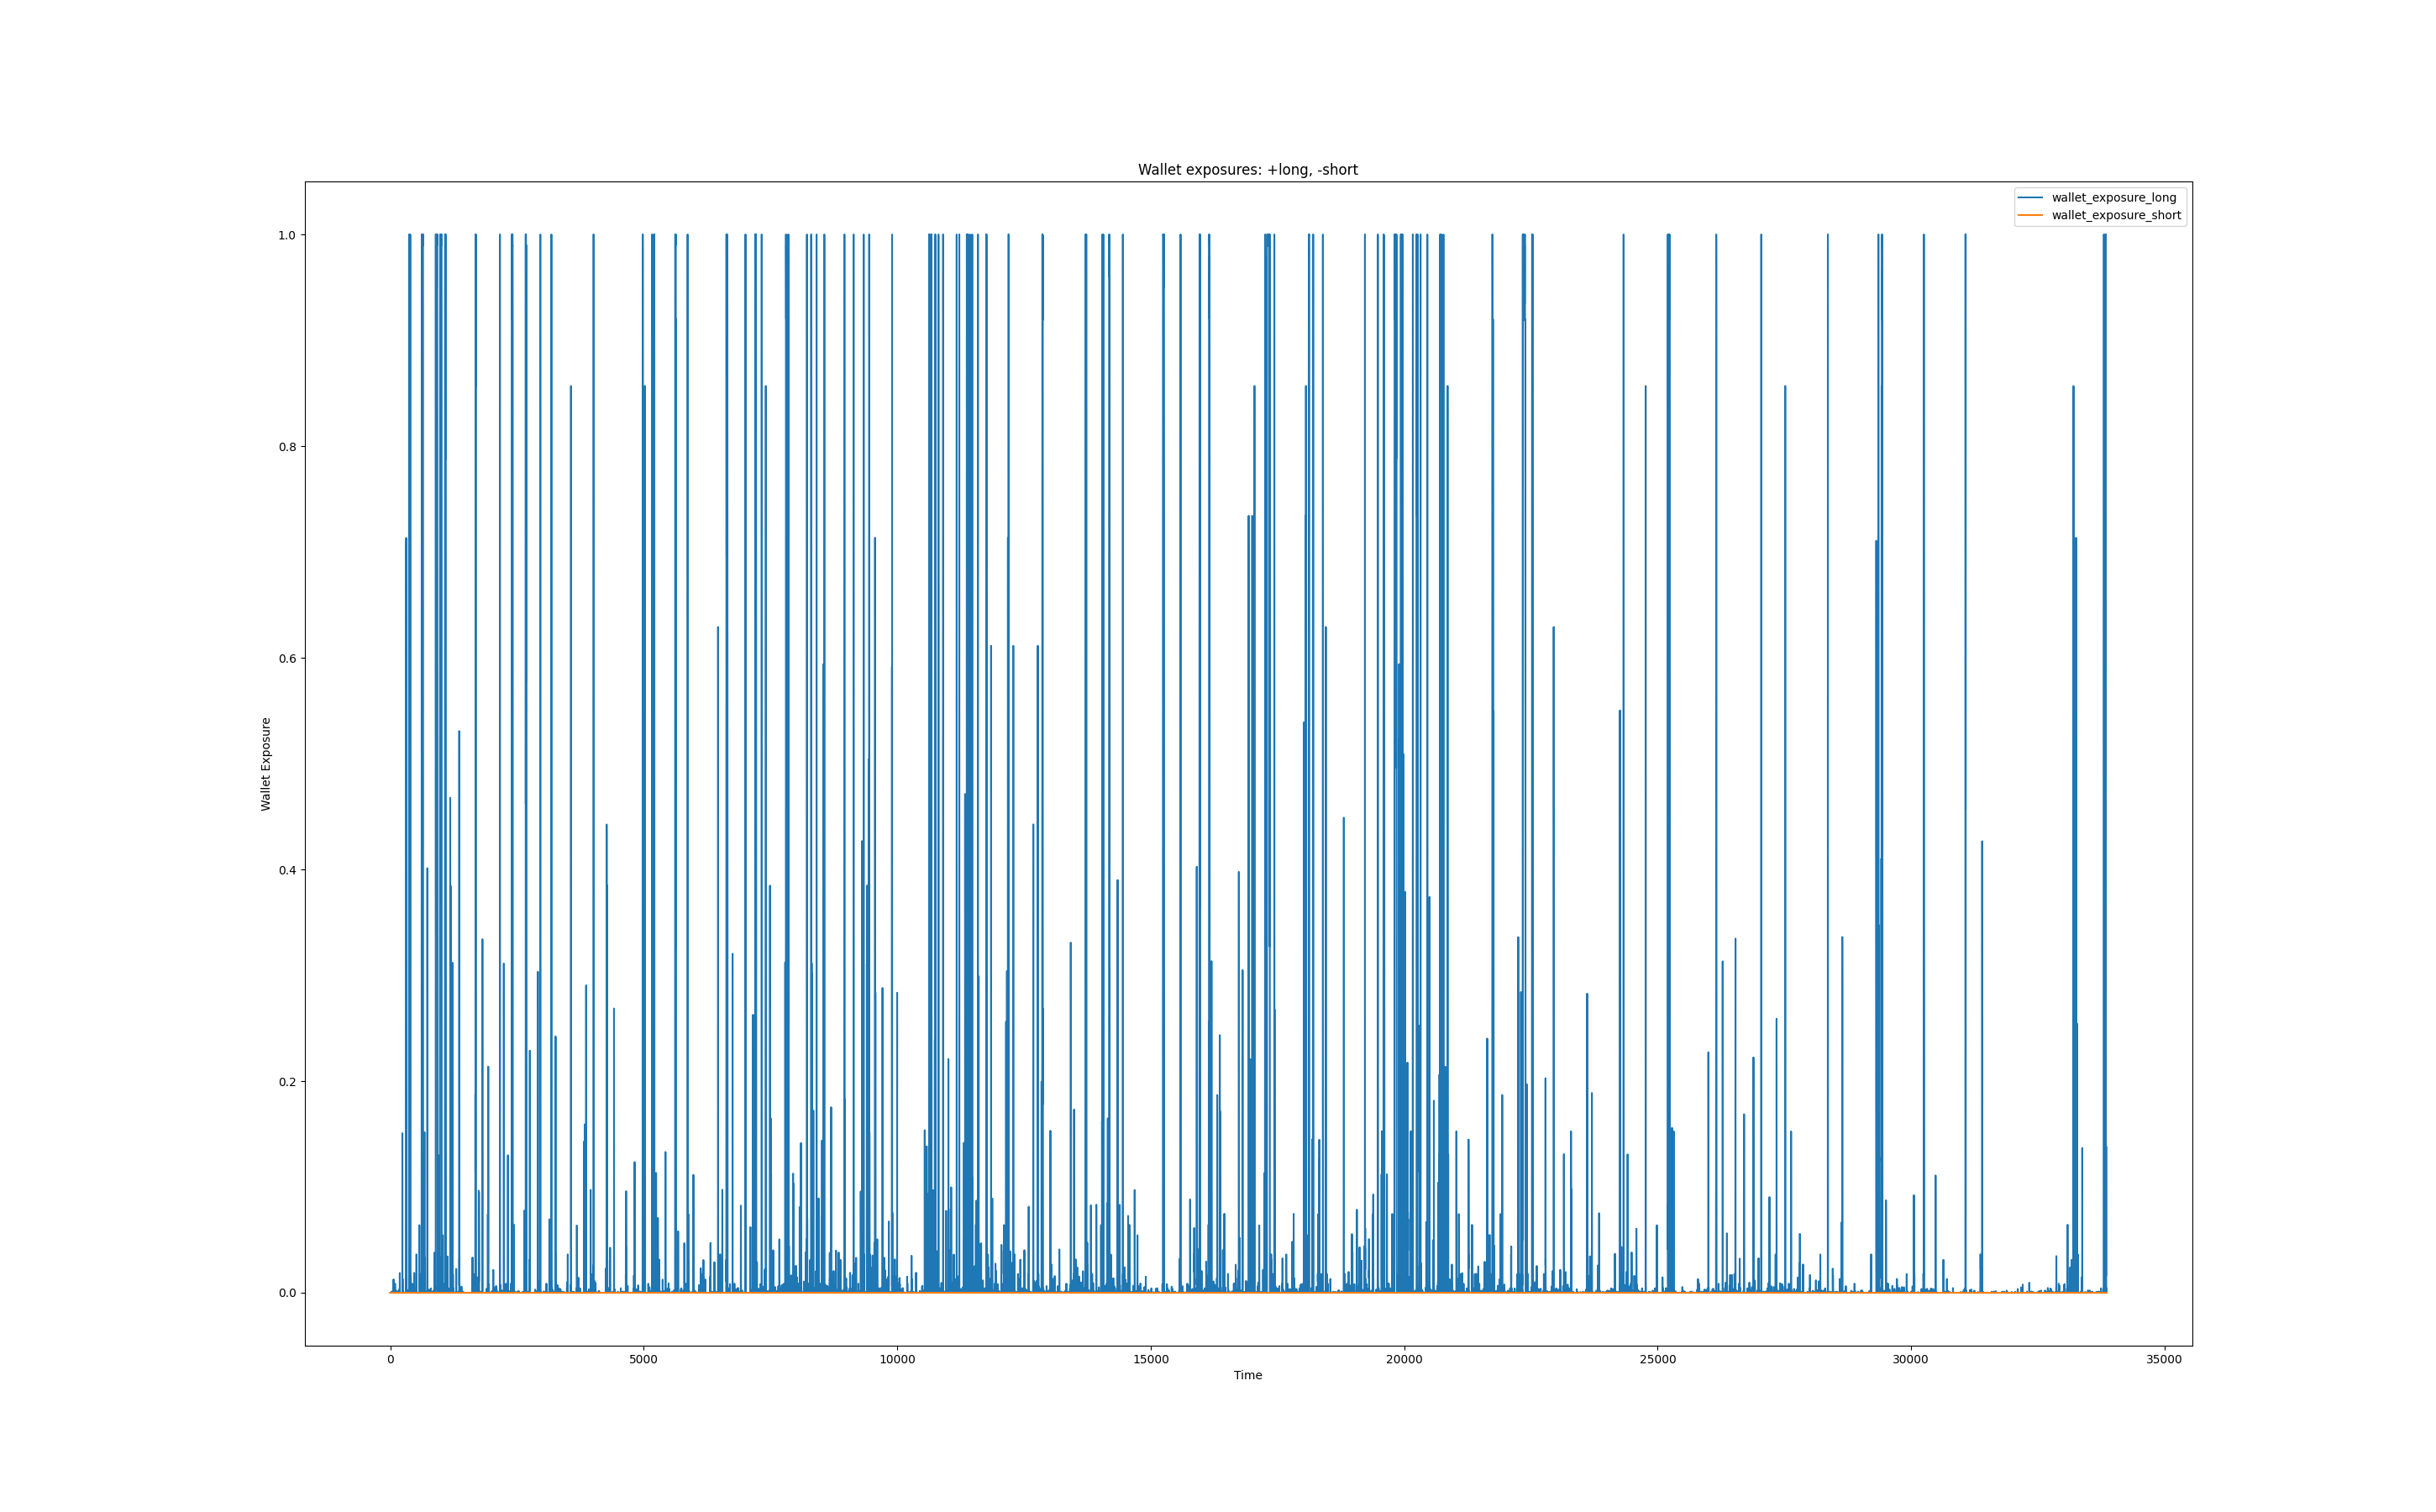 Wallet exposures: +long, -short
wallet_exposure_long
wallet_exposure_short
1.0
0.8
0.6
0.4
0.2
0.0
Wallet Exposure
0 5000 10000 15000 20000 25000 30000 35000
Time